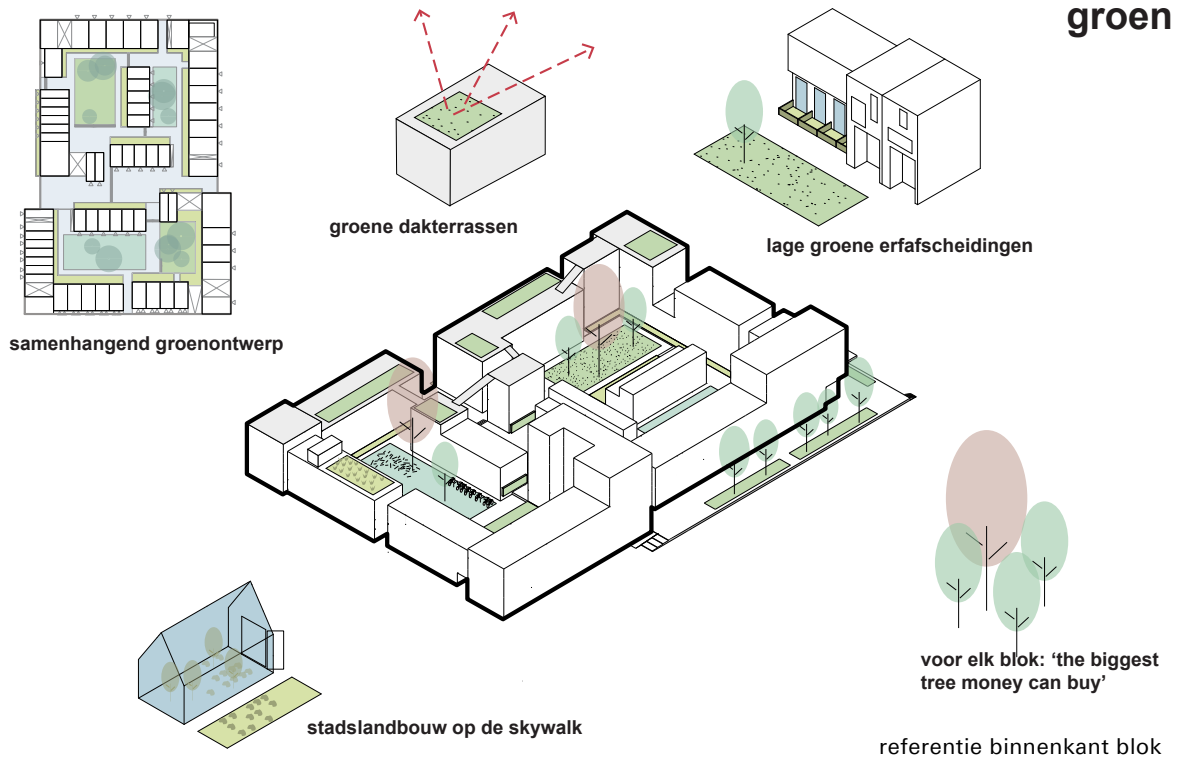 groen
groene dakterrassen
lage groene erfafscheidingen
samenhangend groenontwerp
voor elk blok: ‘the biggest
tree money can buy’
stadslandbouw op de skywalk
referentie binnenkant blok